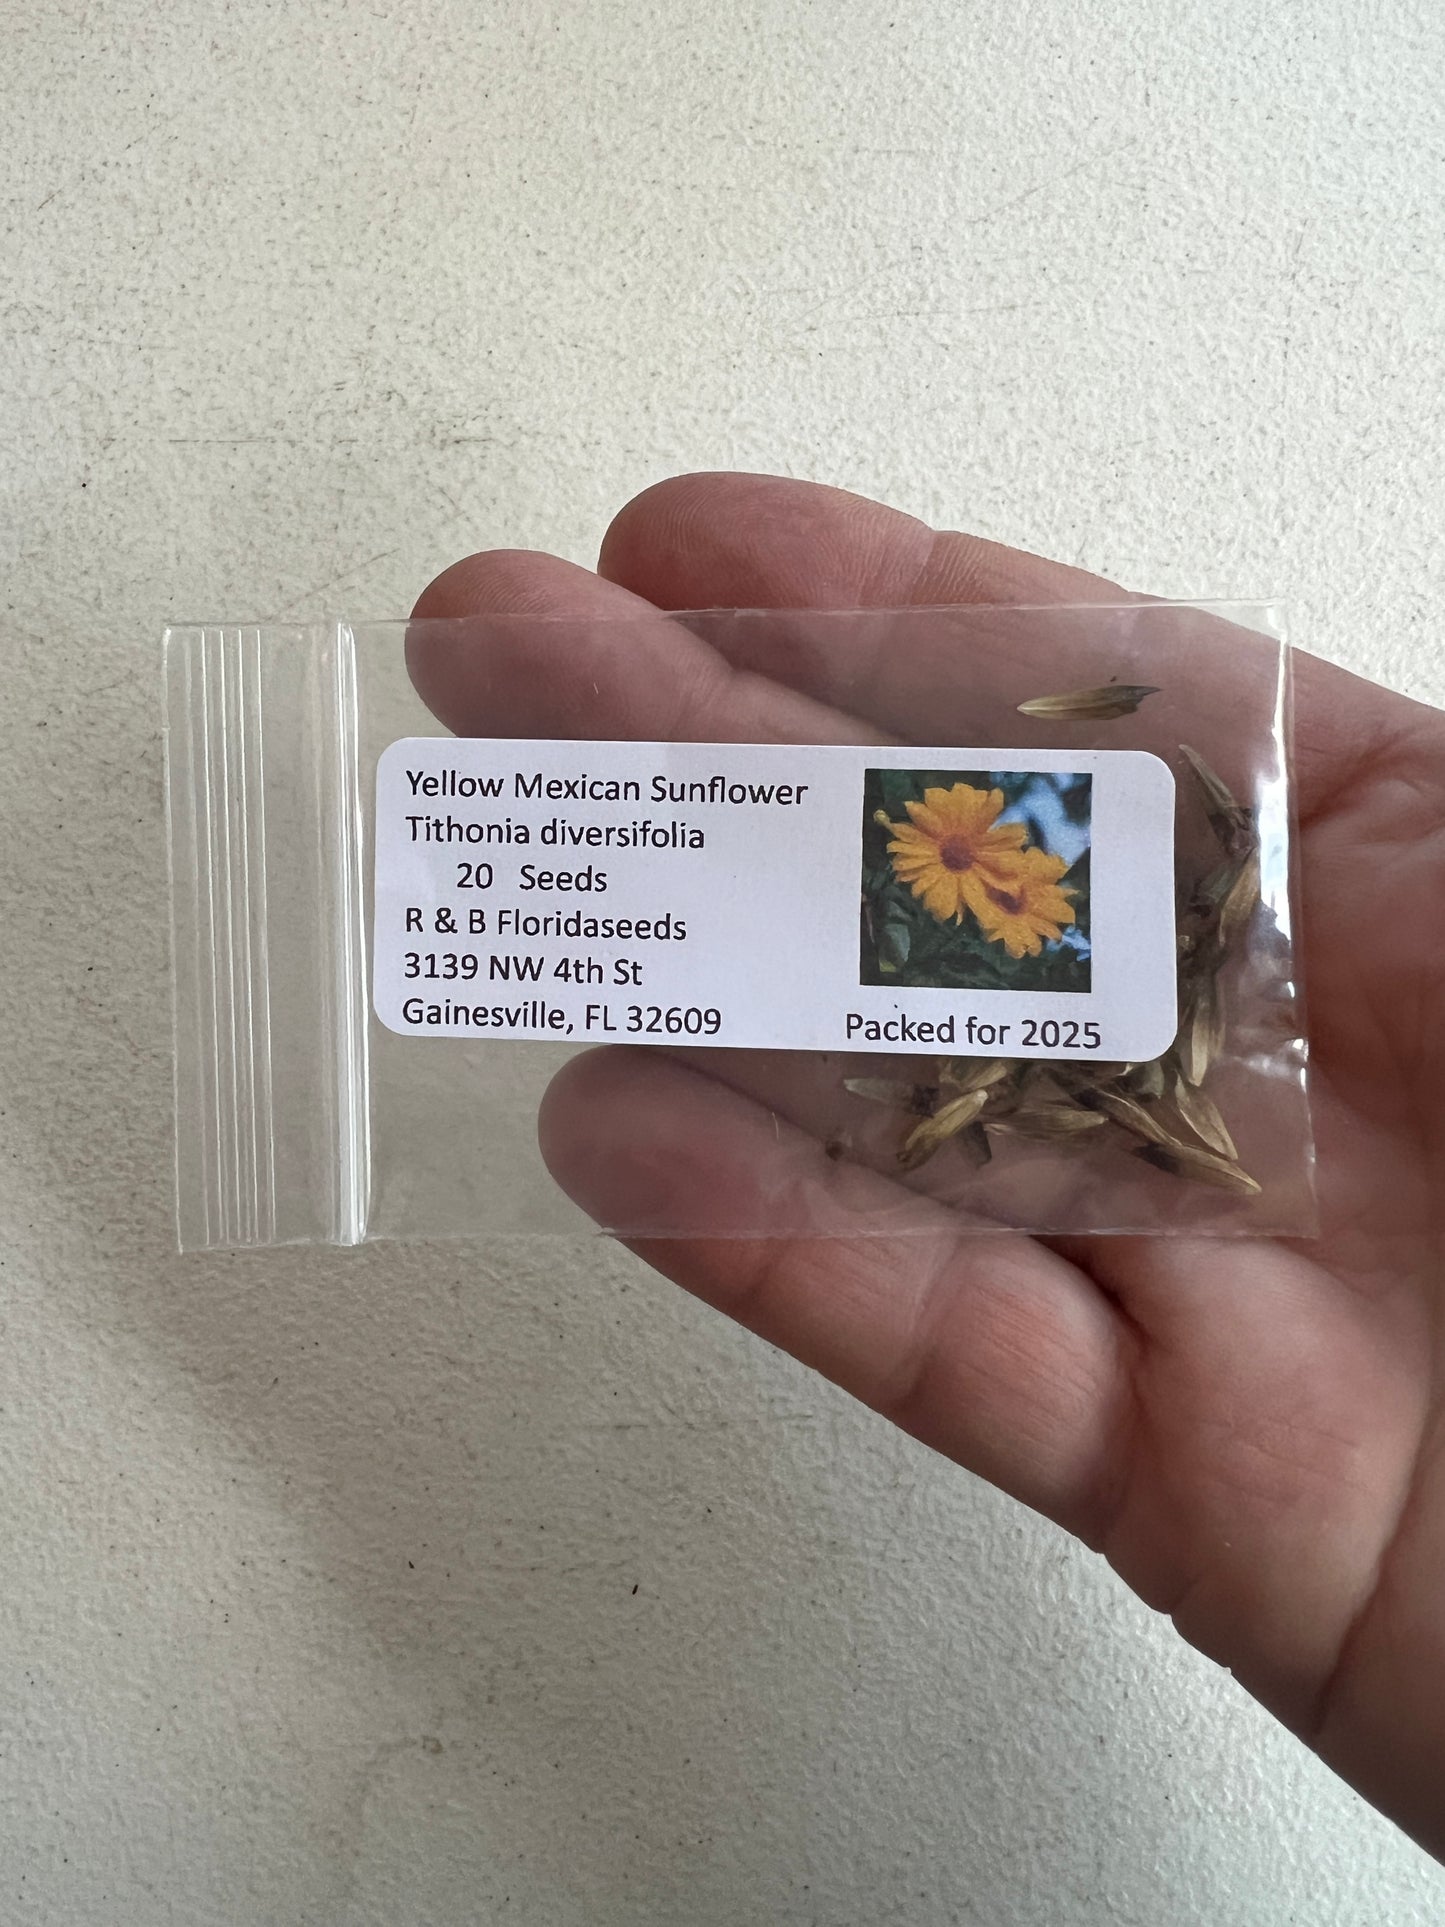 Yellow Mexican Sunflower
Tithonia diversifolia
20 Seeds
R & B Floridaseeds
3139 NW 4th St
Gainesville, FL 32609
Packed for 2025